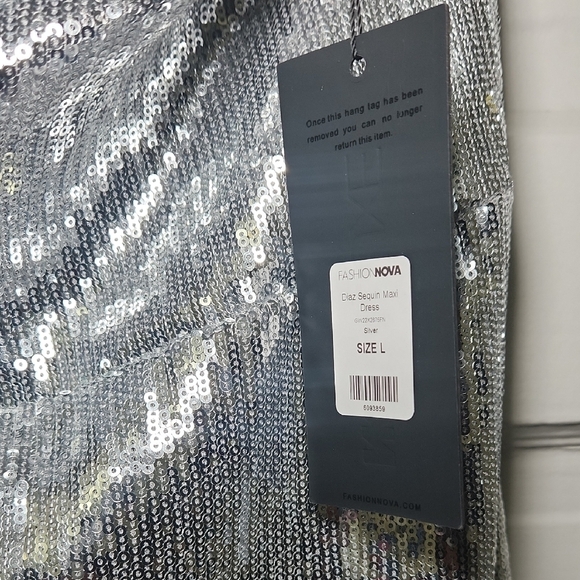 Once this hang tag has been
removed you can no longer
return this item.
FASHIONNOVA
Diaz Sequin Maxi
Dress
Silver
SIZE L
6093859
FASHIONNOVA.COM